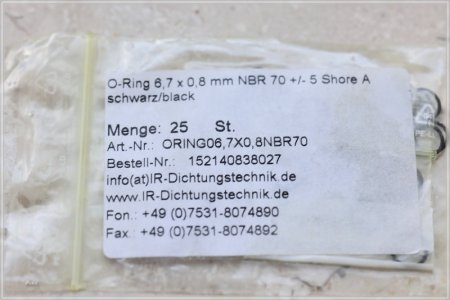 O-Ring 6,7 x 0,8 mm NBR 70 +/- 5 Shore A
schwarz/black
Menge: 25 St.
Art.-Nr.: ORING06,7X0,8NBR70
Bestell-Nr.: 152140838027
info(at)IR-Dichtungstechnik.de
www.IR-Dichtungstechnik.de
Fon.: +49 (0)7531-8074890
Fax.: +49 (0)7531-8074892